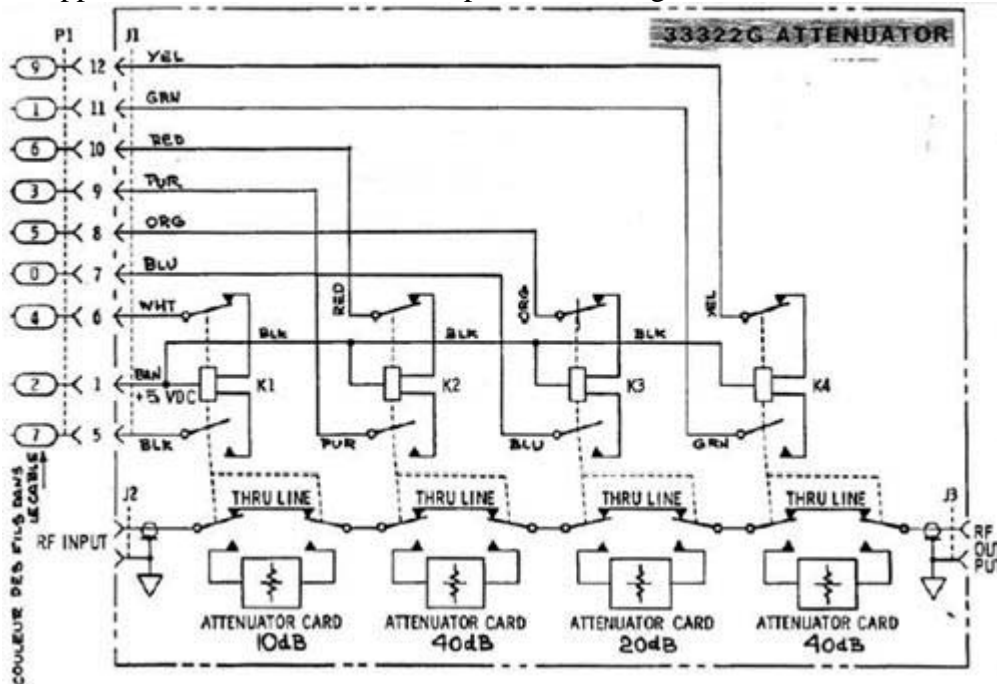 33322G ATTENUATOR
P1 J1
9 12 YEL
1 11 GRN
6 10 RED
3 9 PUR
5 8 ORG
0 7 BLU
4 6 WHT
RED ORG YEL
BLK BLK BLK
2 1 BRN
+5 VDC
K1 K2 K3 K4
7 5 BLK
PUR BLU GRN
COULEUR DES FILS DANS
LE CABLE
J2 J3
THRU LINE THRU LINE THRU LINE THRU LINE
RF INPUT
RF
OUT
PUT
ATTENUATOR CARD ATTENUATOR CARD ATTENUATOR CARD ATTENUATOR CARD
10dB 40dB 20dB 40dB